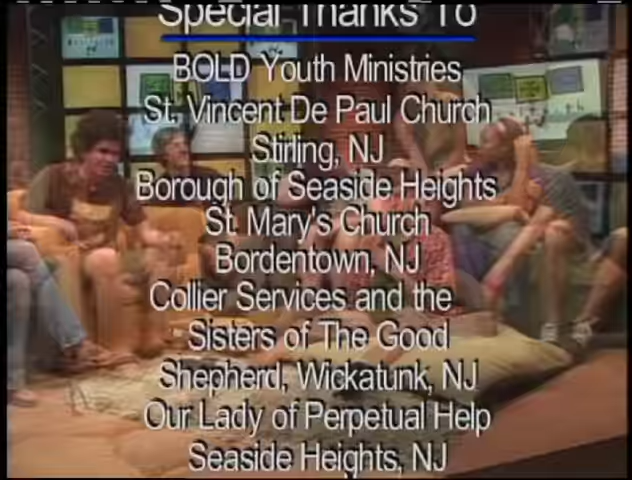 Special Thanks To
BOLD Youth Ministries
St. Vincent De Paul Church
Stirling, NJ
Borough of Seaside Heights
St. Mary's Church
Bordentown, NJ
Collier Services and the
Sisters of The Good
Shepherd, Wickatunk, NJ
Our Lady of Perpetual Help
Seaside Heights, NJ